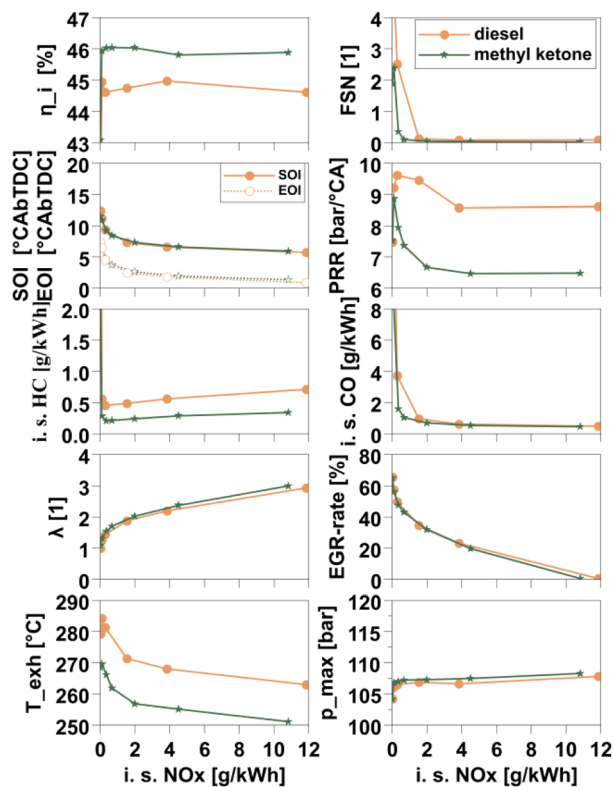 47
46
45
44
43
η_i [%]
4
3
2
1
0
FSN [1]
diesel
methyl ketone
20
15
10
5
0
SOI [°CAbTDC]
EOI [°CAbTDC]
SOI
EOI
10
9
8
7
6
PRR [bar/°CA]
2.0
1.5
1.0
0.5
0.0
i. s. HC [g/kWh]
8
6
4
2
0
i. s. CO [g/kWh]
4
3
2
1
0
λ [1]
80
60
40
20
0
EGR-rate [%]
290
280
270
260
250
T_exh [°C]
0 2 4 6 8 10 12
i. s. NOx [g/kWh]
120
115
110
105
100
p_max [bar]
0 2 4 6 8 10 12
i. s. NOx [g/kWh]